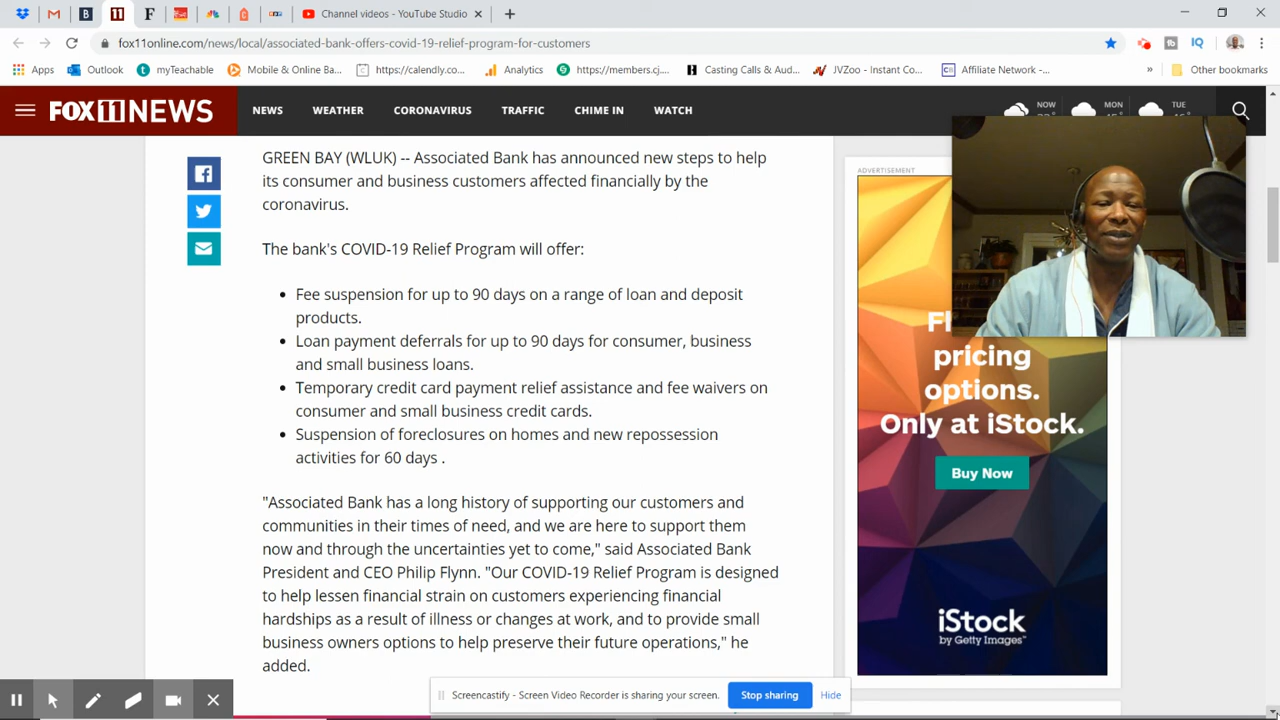 Channel videos - YouTube Studio
fox11online.com/news/local/associated-bank-offers-covid-19-relief-program-for-customers
Apps
Outlook
myTeachable
Mobile & Online Ba...
https://calendly.co...
Analytics
https://members.cj...
Casting Calls & Aud...
JVZoo - Instant Co...
Affiliate Network -...
»
Other bookmarks
FOX 11 NEWS
NEWS
WEATHER
CORONAVIRUS
TRAFFIC
CHIME IN
WATCH
NOW
MON
TUE
GREEN BAY (WLUK) -- Associated Bank has announced new steps to help
its consumer and business customers affected financially by the
coronavirus.
The bank's COVID-19 Relief Program will offer:
• Fee suspension for up to 90 days on a range of loan and deposit
products.
• Loan payment deferrals for up to 90 days for consumer, business
and small business loans.
• Temporary credit card payment relief assistance and fee waivers on
consumer and small business credit cards.
• Suspension of foreclosures on homes and new repossession
activities for 60 days .
"Associated Bank has a long history of supporting our customers and
communities in their times of need, and we are here to support them
now and through the uncertainties yet to come," said Associated Bank
President and CEO Philip Flynn. "Our COVID-19 Relief Program is designed
to help lessen financial strain on customers experiencing financial
hardships as a result of illness or changes at work, and to provide small
business owners options to help preserve their future operations," he
added.
ADVERTISEMENT
pricing
options.
Only at iStock.
Buy Now
iStock
by Getty Images™
Screencastify - Screen Video Recorder is sharing your screen.
Stop sharing
Hide